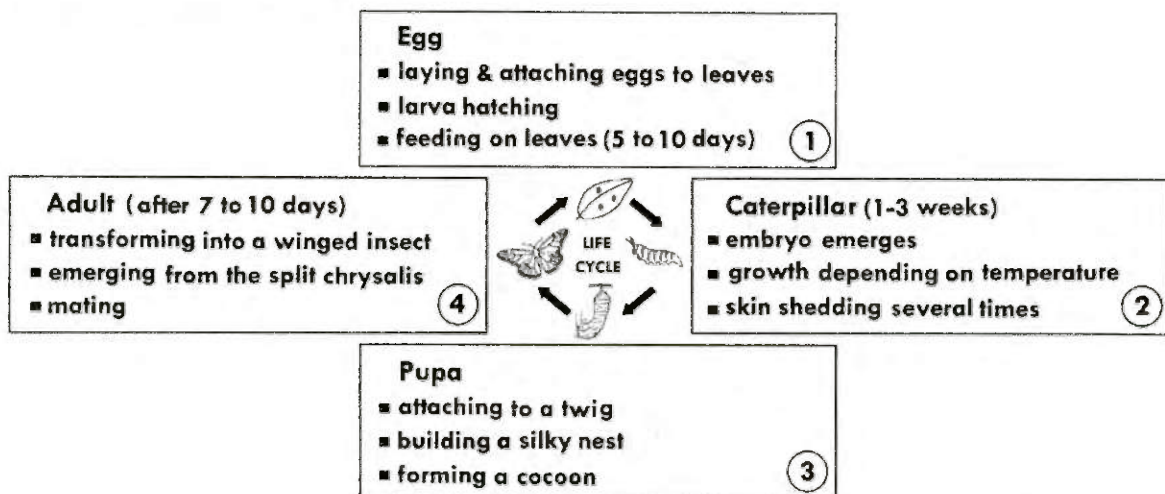 Egg
▪ laying & attaching eggs to leaves
▪ larva hatching
▪ feeding on leaves (5 to 10 days)
1
Adult (after 7 to 10 days)
▪ transforming into a winged insect
▪ emerging from the split chrysalis
▪ mating
4
LIFE
CYCLE
Caterpillar (1-3 weeks)
▪ embryo emerges
▪ growth depending on temperature
▪ skin shedding several times
2
Pupa
▪ attaching to a twig
▪ building a silky nest
▪ forming a cocoon
3